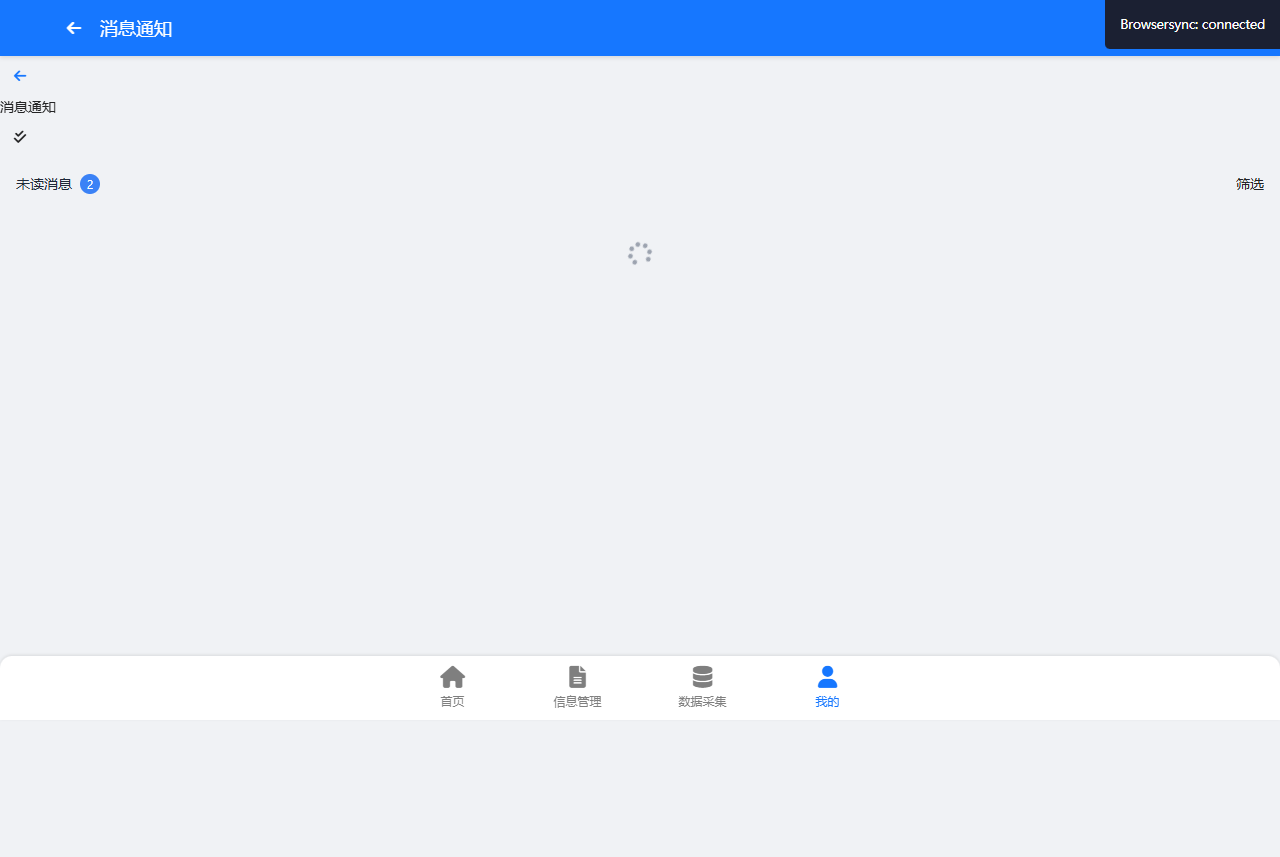 消息通知
Browsersync: connected
消息通知
未读消息 2
筛选
首页
信息管理
数据采集
我的